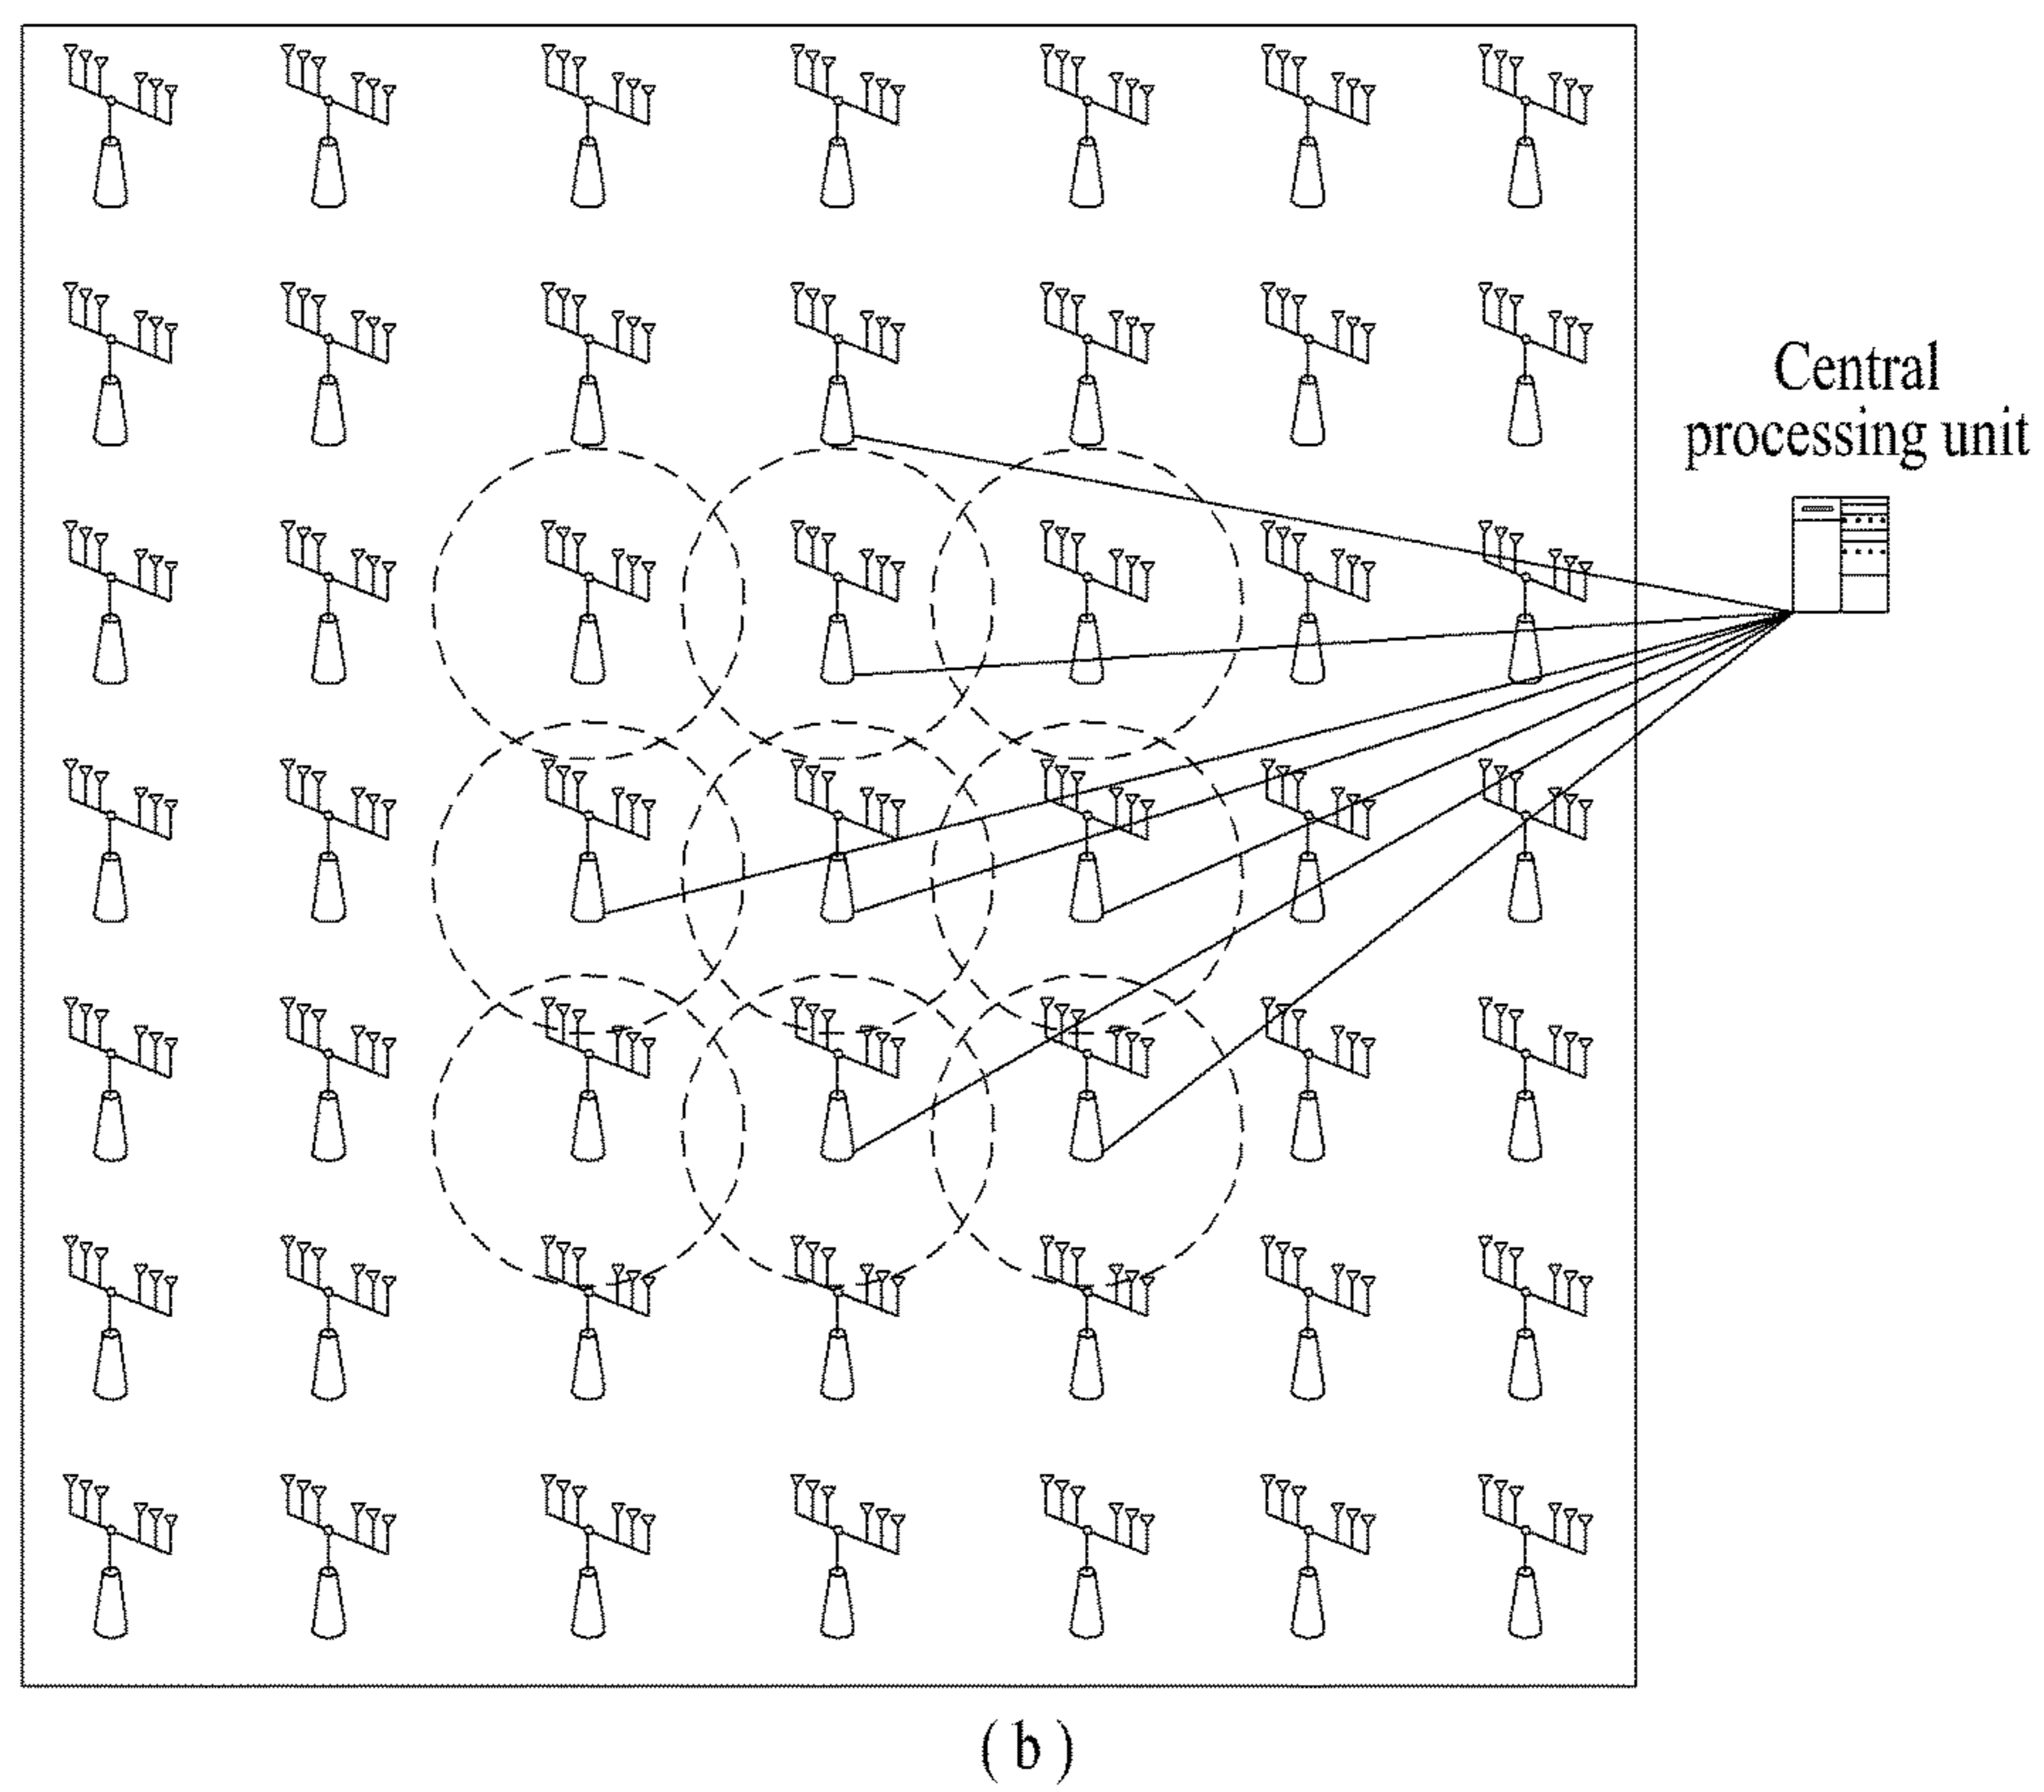 Central
processing unit
( b )